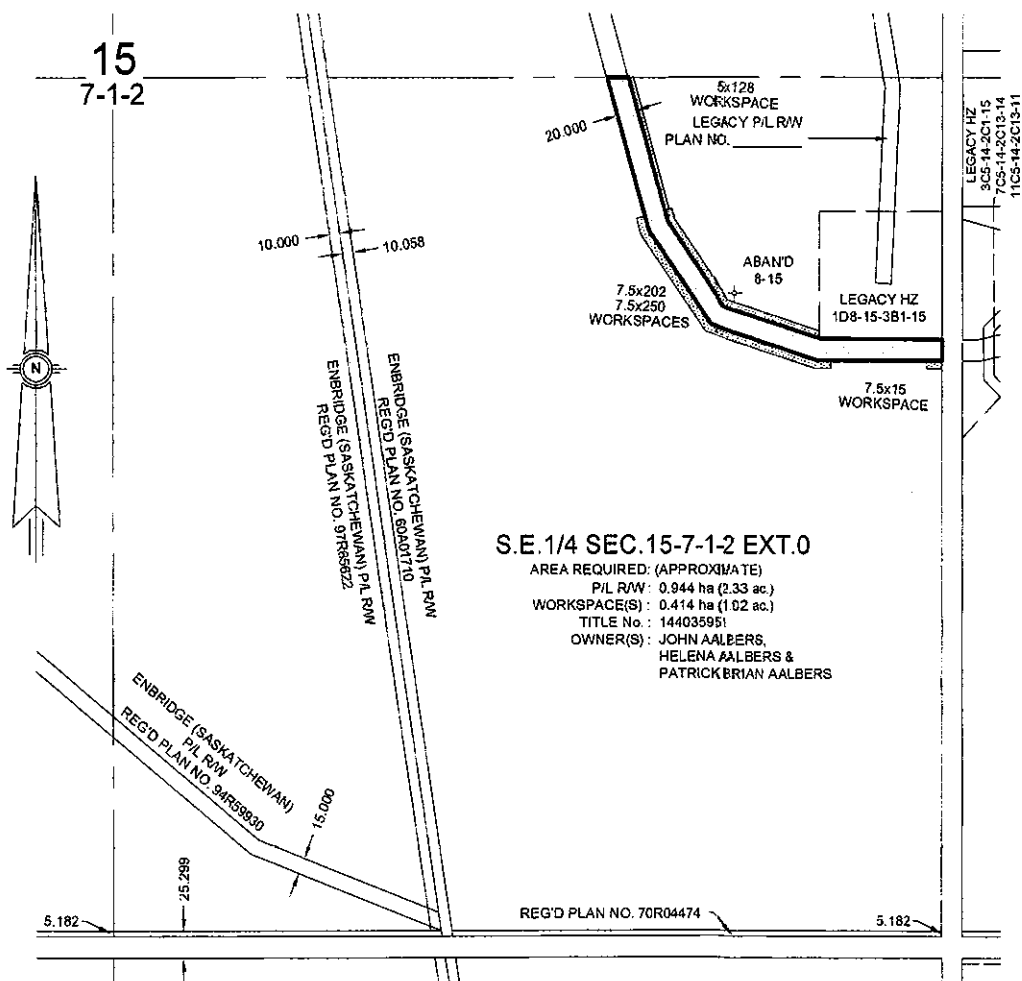 15
7-1-2
5x128
WORKSPACE
20.000
LEGACY P/L R/W
PLAN NO.
LEGACY HZ
3C5-14-2C1-15
7C5-14-2C13-14
11C5-14-2C13-11
10.000
10.058
ABAN'D
8-15
LEGACY HZ
1D8-15-3B1-15
7.5x202
7.5x250
WORKSPACES
N
7.5x15
WORKSPACE
ENBRIDGE (SASKATCHEWAN) P/L R/W
REG'D PLAN NO. 60A01710
ENBRIDGE (SASKATCHEWAN) P/L R/W
REG'D PLAN NO. 97R65622
S.E.1/4 SEC.15-7-1-2 EXT.0
AREA REQUIRED: (APPROXIMATE)
P/L R/W : 0.944 ha (2.33 ac.)
WORKSPACE(S) : 0.414 ha (1.02 ac.)
TITLE No. : 144035951
OWNER(S) : JOHN AALBERS,
HELENA AALBERS &
PATRICK BRIAN AALBERS
ENBRIDGE (SASKATCHEWAN)
P/L R/W
REG'D PLAN NO. 94R59930
15.000
25.299
5.182
REG'D PLAN NO. 70R04474
5.182